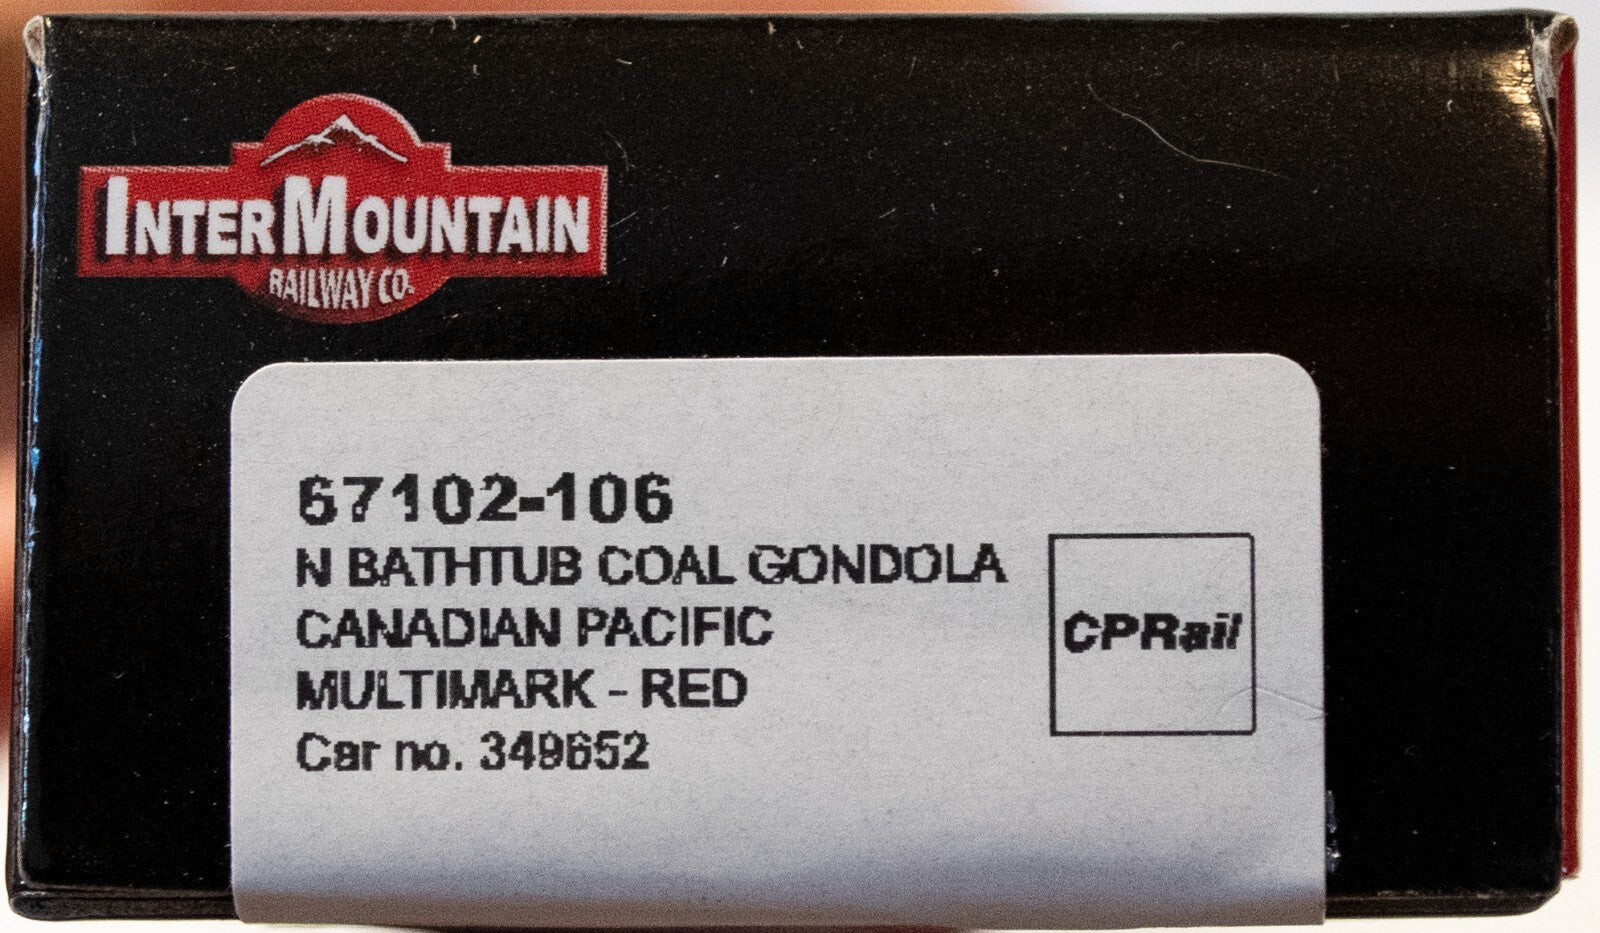 INTERMOUNTAIN
RAILWAY CO.
67102-106
N BATHTUB COAL GONDOLA
CANADIAN PACIFIC
MULTIMARK - RED
Car no. 349652
CPRail